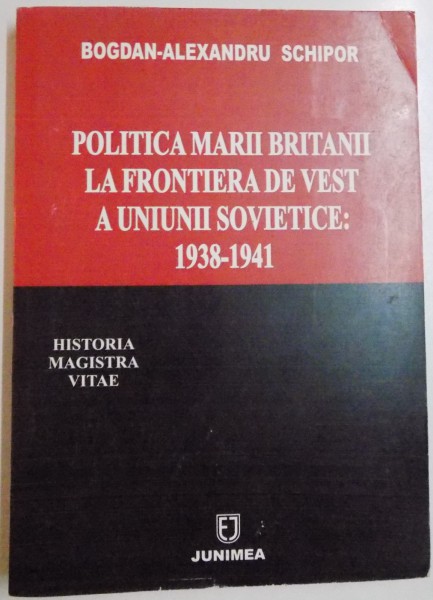 BOGDAN-ALEXANDRU SCHIPOR
POLITICA MARII BRITANII
LA FRONTIERA DE VEST
A UNIUNII SOVIETICE:
1938-1941
HISTORIA
MAGISTRA
VITAE
EJ
JUNIMEA